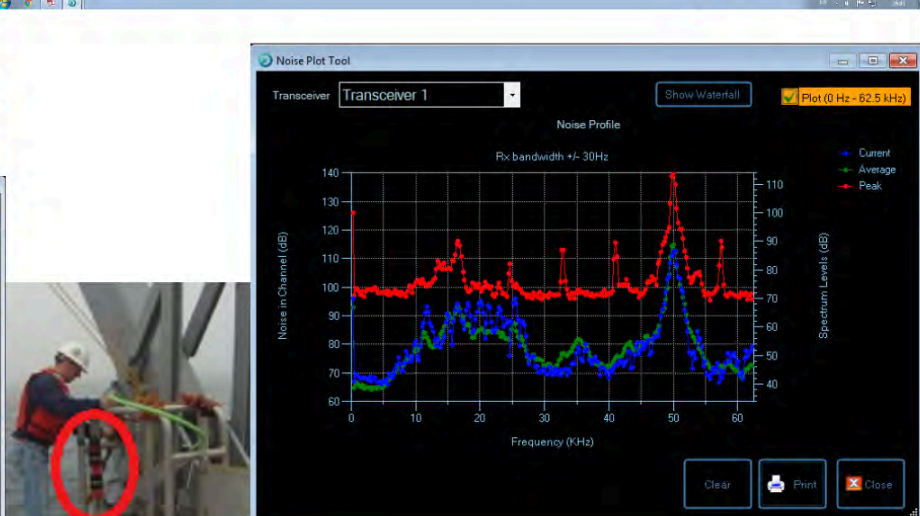 Noise Plot Tool
Transceiver Transceiver 1 Show Waterfall Plot (0 Hz - 62.5 kHz)
Noise Profile
Rx bandwidth +/- 30Hz
Current
Average
Peak
Noise in Channel (dB)
140
130
120
110
100
90
80
70
60
Spectrum Levels (dB)
110
100
90
80
70
60
50
40
0 10 20 30 40 50 60
Frequency (KHz)
Clear Print Close